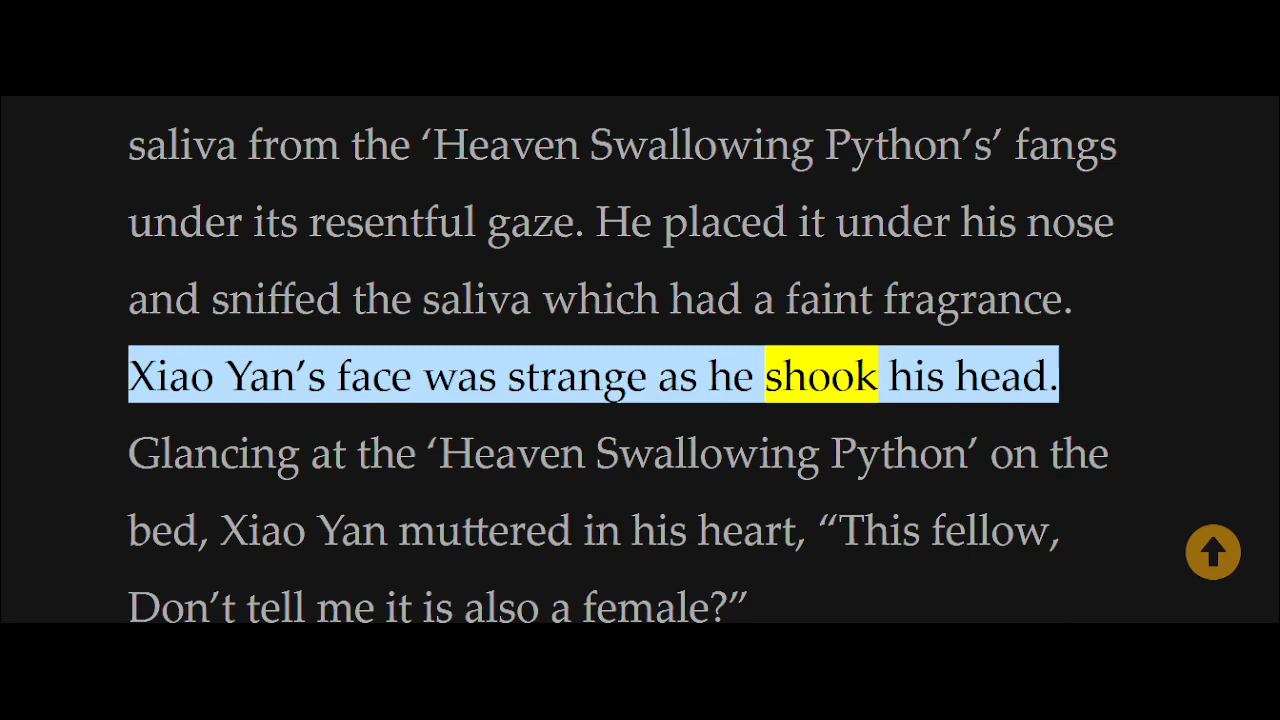 saliva from the ‘Heaven Swallowing Python’s’ fangs
under its resentful gaze. He placed it under his nose
and sniffed the saliva which had a faint fragrance.
Xiao Yan’s face was strange as he shook his head.
Glancing at the ‘Heaven Swallowing Python’ on the
bed, Xiao Yan muttered in his heart, “This fellow,
Don’t tell me it is also a female?”